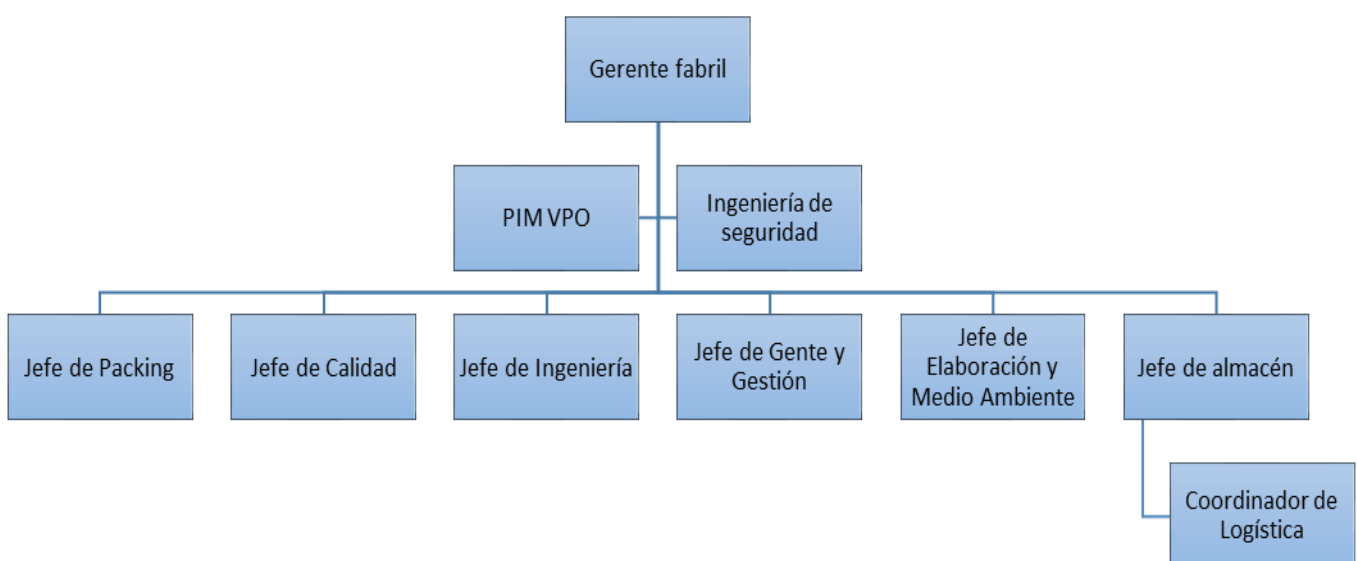 Gerente fabril
PIM VPO
Ingeniería de
seguridad
Jefe de Packing
Jefe de Calidad
Jefe de Ingeniería
Jefe de Gente y
Gestión
Jefe de
Elaboración y
Medio Ambiente
Jefe de almacén
Coordinador de
Logística